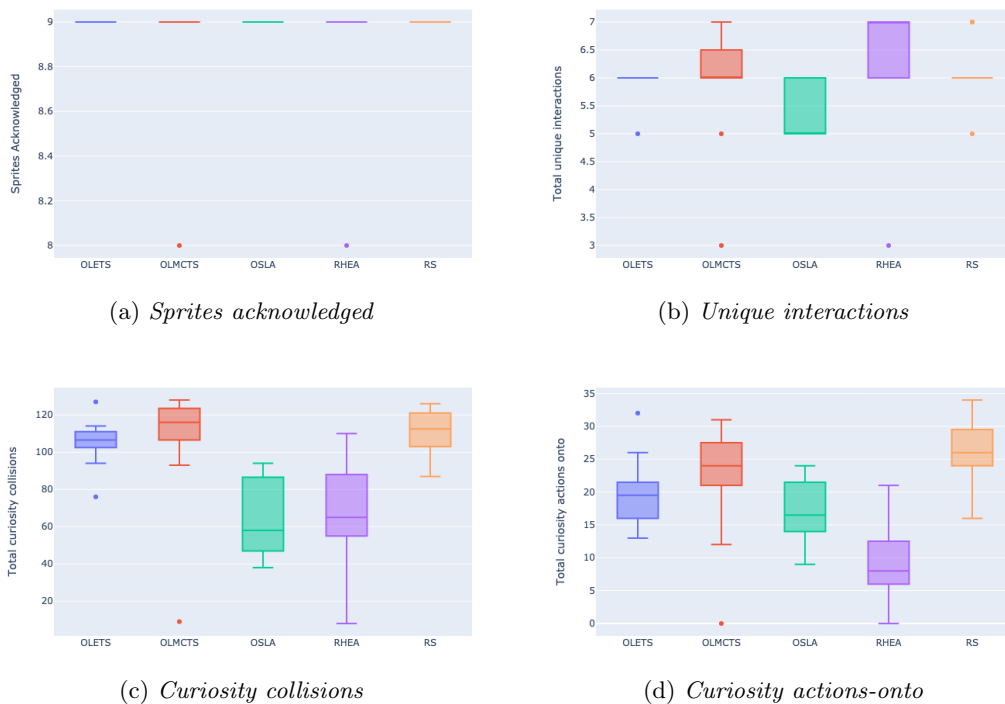 Sprites Acknowledged
9
8.8
8.6
8.4
8.2
8
OLETS OLMCTS OSLA RHEA RS
(a) Sprites acknowledged
Total unique interactions
7
6.5
6
5.5
5
4.5
4
3.5
3
OLETS OLMCTS OSLA RHEA RS
(b) Unique interactions
Total curiosity collisions
120
100
80
60
40
20
OLETS OLMCTS OSLA RHEA RS
(c) Curiosity collisions
Total curiosity actions onto
35
30
25
20
15
10
5
0
OLETS OLMCTS OSLA RHEA RS
(d) Curiosity actions-onto